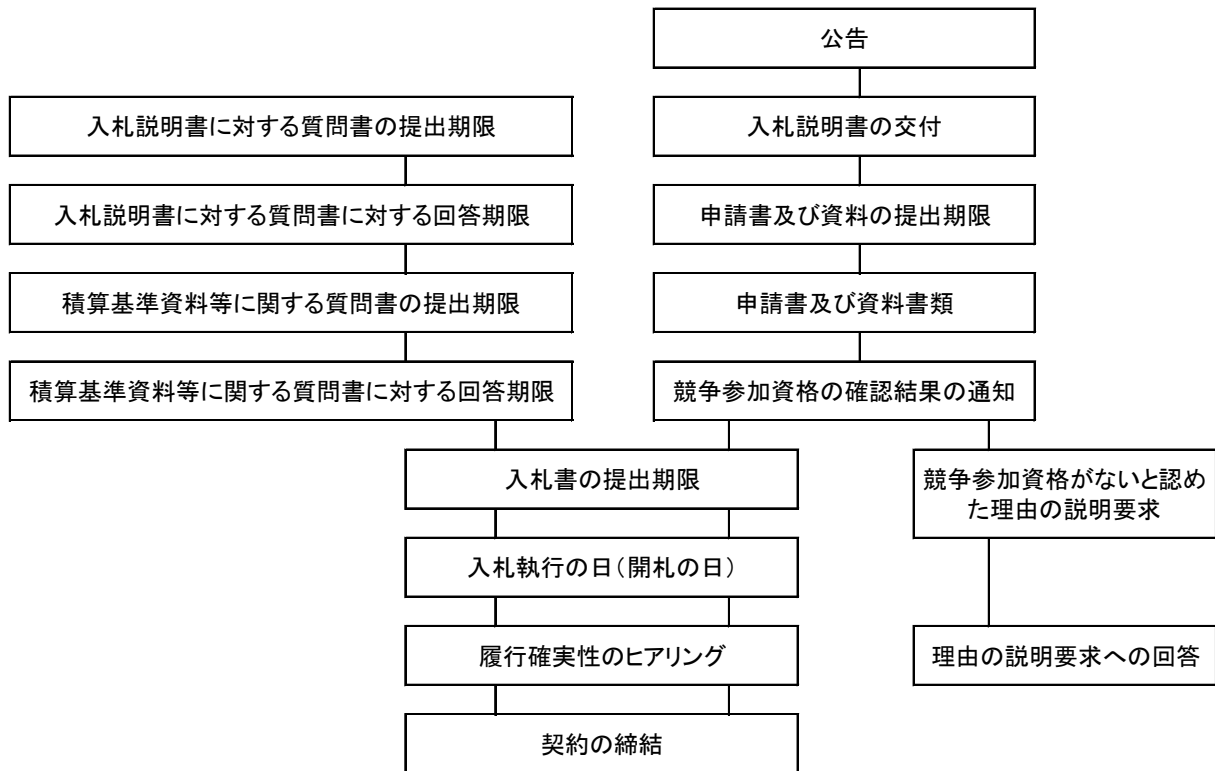 公告
入札説明書に対する質問書の提出期限
入札説明書の交付
入札説明書に対する質問書に対する回答期限
申請書及び資料の提出期限
積算基準資料等に関する質問書の提出期限
申請書及び資料書類
積算基準資料等に関する質問書に対する回答期限
競争参加資格の確認結果の通知
入札書の提出期限
競争参加資格がないと認め
た理由の説明要求
入札執行の日(開札の日)
履行確実性のヒアリング
理由の説明要求への回答
契約の締結